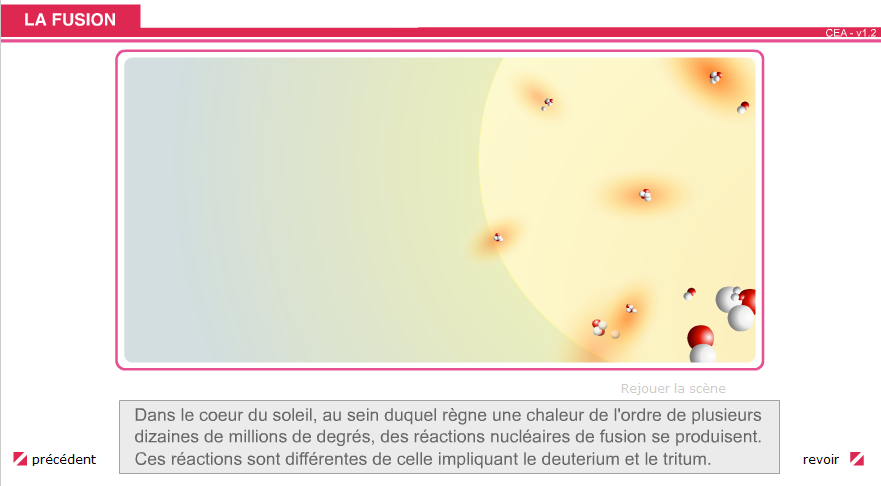 LA FUSION
CEA - v1.2
Rejouer la scène
Dans le coeur du soleil, au sein duquel règne une chaleur de l'ordre de plusieurs
dizaines de millions de degrés, des réactions nucléaires de fusion se produisent.
Ces réactions sont différentes de celle impliquant le deuterium et le tritum.
précédent
revoir